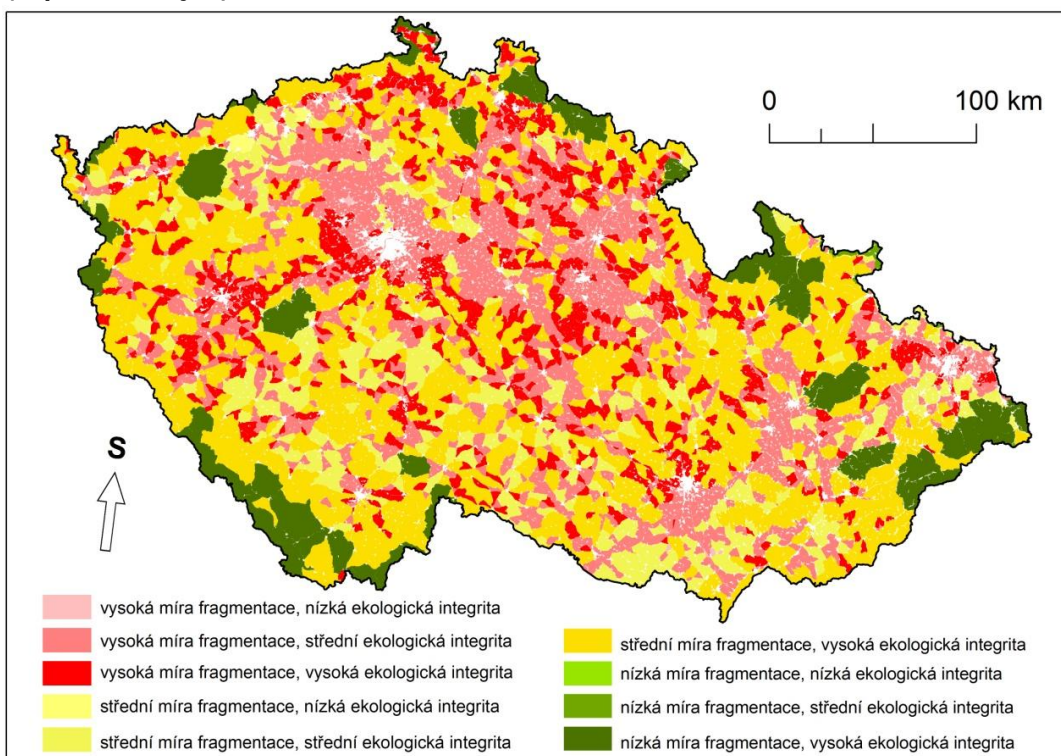 0 100 km
S
vysoká míra fragmentace, nízká ekologická integrita
vysoká míra fragmentace, střední ekologická integrita
vysoká míra fragmentace, vysoká ekologická integrita
střední míra fragmentace, nízká ekologická integrita
střední míra fragmentace, střední ekologická integrita
střední míra fragmentace, vysoká ekologická integrita
nízká míra fragmentace, nízká ekologická integrita
nízká míra fragmentace, střední ekologická integrita
nízká míra fragmentace, vysoká ekologická integrita